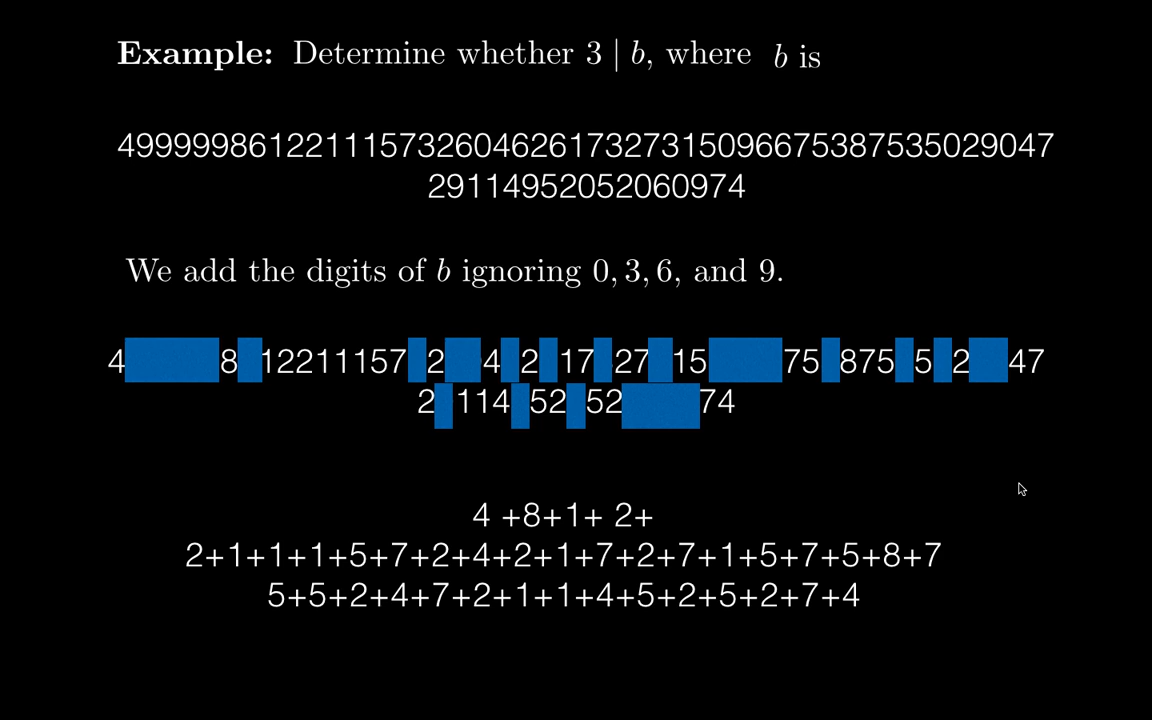 Example: Determine whether 3 | b, where b is
49999986122111573260462617327315096675387535029047
29114952052060974
We add the digits of b ignoring 0, 3, 6, and 9.
4 8 12211157 2 4 2 17 27 15 75 875 5 2 47
2 114 52 52 74
4 +8+1+ 2+
2+1+1+1+5+7+2+4+2+1+7+2+7+1+5+7+5+8+7
5+5+2+4+7+2+1+1+4+5+2+5+2+7+4